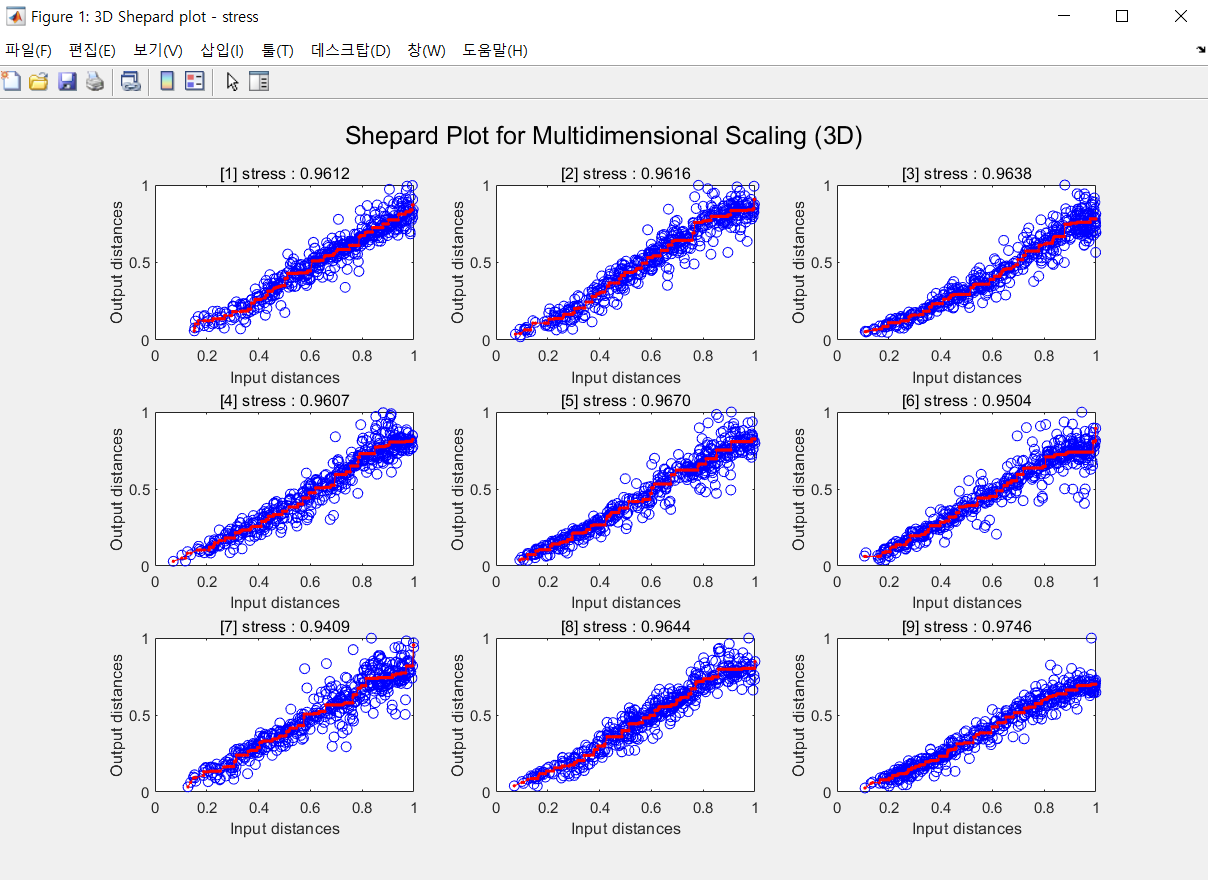 Figure 1: 3D Shepard plot - stress
파일(F) 편집(E) 보기(V) 삽입(I) 툴(T) 데스크탑(D) 창(W) 도움말(H)
Shepard Plot for Multidimensional Scaling (3D)
[1] stress : 0.9612
Output distances
1
0.5
0
0 0.2 0.4 0.6 0.8 1
Input distances
[2] stress : 0.9616
Output distances
1
0.5
0
0 0.2 0.4 0.6 0.8 1
Input distances
[3] stress : 0.9638
Output distances
1
0.5
0
0 0.2 0.4 0.6 0.8 1
Input distances
[4] stress : 0.9607
Output distances
1
0.5
0
0 0.2 0.4 0.6 0.8 1
Input distances
[5] stress : 0.9670
Output distances
1
0.5
0
0 0.2 0.4 0.6 0.8 1
Input distances
[6] stress : 0.9504
Output distances
1
0.5
0
0 0.2 0.4 0.6 0.8 1
Input distances
[7] stress : 0.9409
Output distances
1
0.5
0
0 0.2 0.4 0.6 0.8 1
Input distances
[8] stress : 0.9644
Output distances
1
0.5
0
0 0.2 0.4 0.6 0.8 1
Input distances
[9] stress : 0.9746
Output distances
1
0.5
0
0 0.2 0.4 0.6 0.8 1
Input distances